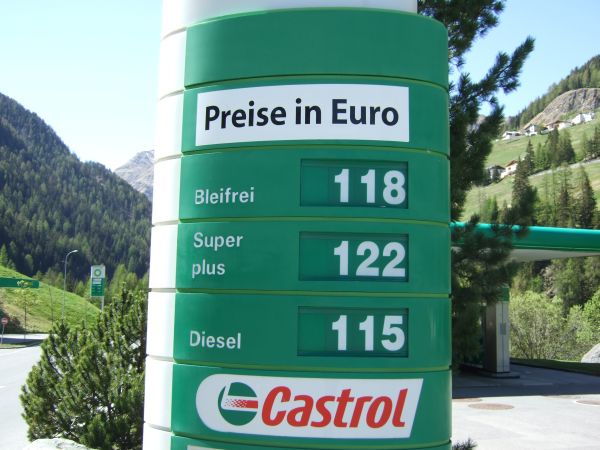 Preise in Euro
Bleifrei 118
Super plus 122
Diesel 115
Castrol